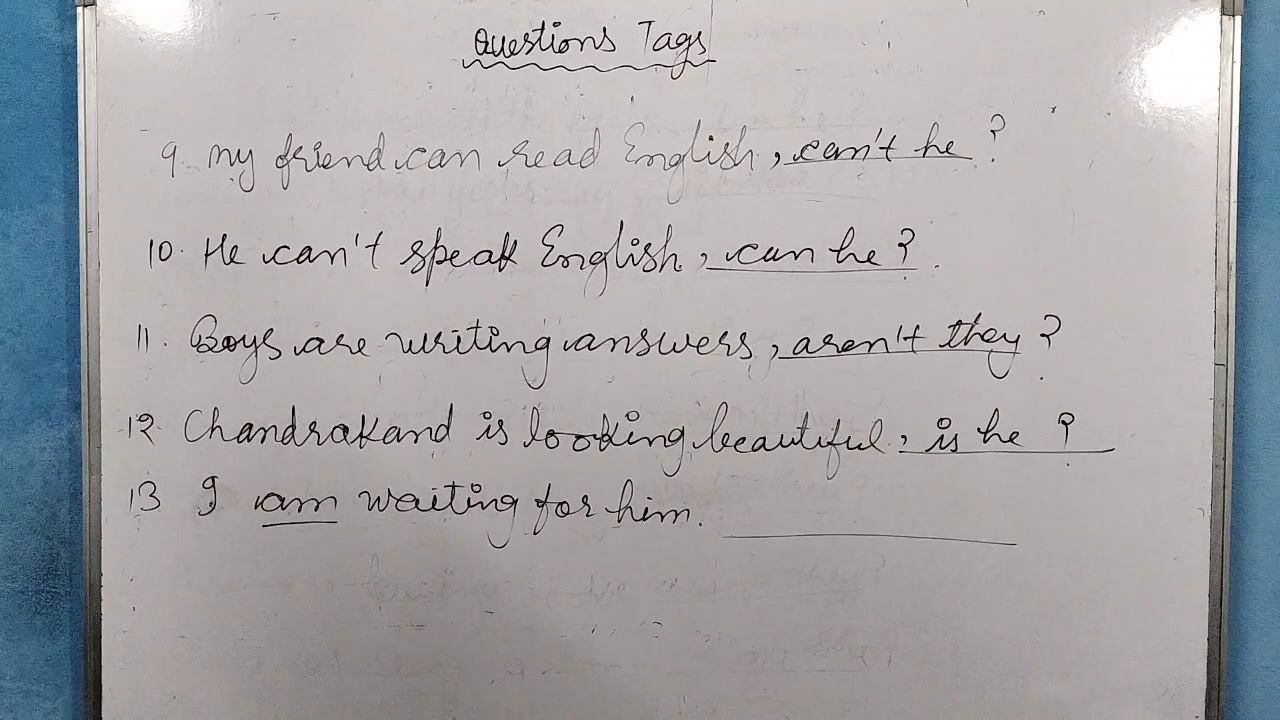 Questions Tags
9. my friend can read English, can't he ?
10. He can't speak English, can he ? .
11. Boys are writing answers, aren't they ?
12 Chandrakand is looking beautiful, is he ?
13 I am waiting for him. __________